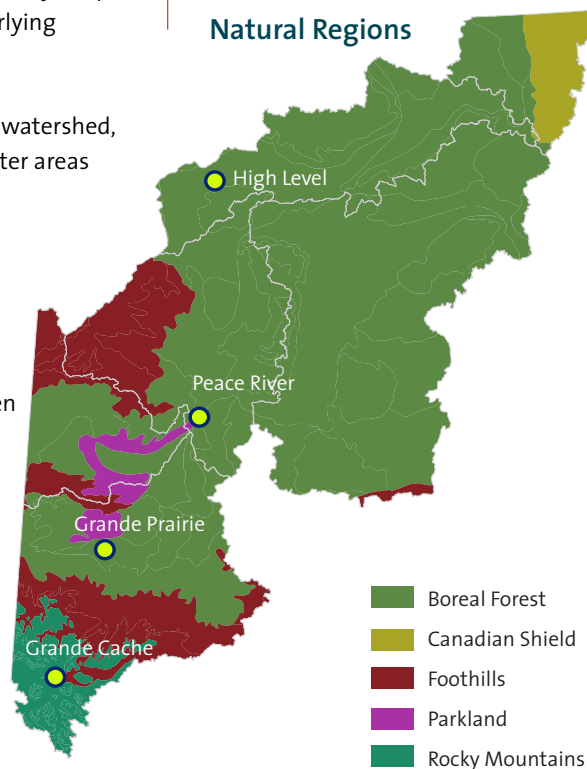 rlying
Natural Regions
watershed,
ter areas
High Level
Peace River
en
Grande Prairie
Grande Cache
Boreal Forest
Canadian Shield
Foothills
Parkland
Rocky Mountains